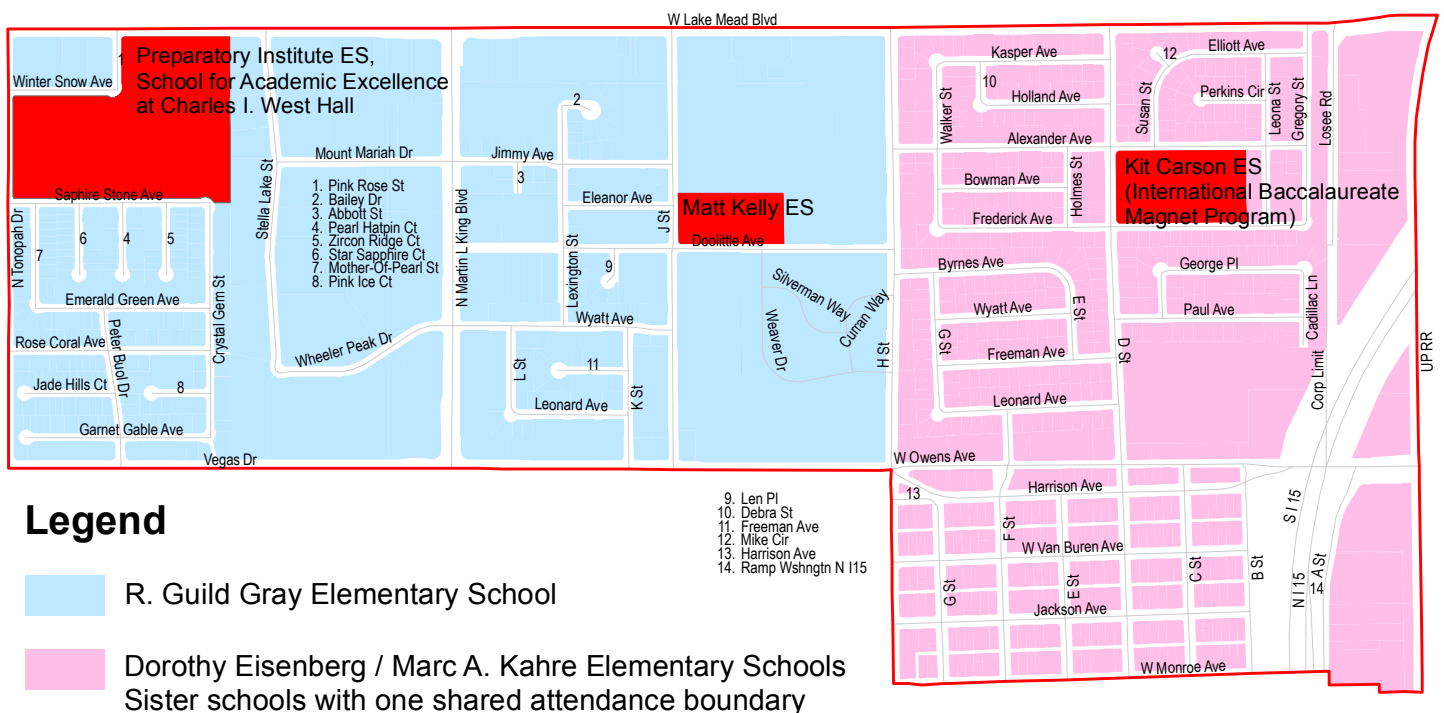 W Lake Mead Blvd
Preparatory Institute ES,
School for Academic Excellence
at Charles I. West Hall
1
Winter Snow Ave
Saphire Stone Ave
N Tonopah Dr
7
6
4
5
Emerald Green Ave
Rose Coral Ave
Peter Buol Dr
Jade Hills Ct
8
Garnet Gable Ave
Crystal Gem St
Vegas Dr
Stella Lake St
Mount Mariah Dr
1. Pink Rose St
2. Bailey Dr
3. Abbott St
4. Pearl Hatpin Ct
5. Zircon Ridge Ct
6. Star Sapphire Ct
7. Mother-Of-Pearl St
8. Pink Ice Ct
Wheeler Peak Dr
N Martin L King Blvd
2
Jimmy Ave
3
Eleanor Ave
J St
Lexington St
9
Wyatt Ave
L St
11
Leonard Ave
K St
Matt Kelly ES
Doolittle Ave
Silverman Way
Curran Way
Weaver Dr
H St
Kasper Ave
10
Holland Ave
Walker St
Alexander Ave
Bowman Ave
Holmes St
Frederick Ave
12
Elliott Ave
Perkins Cir
Susan St
Leona St
Gregory St
Losee Rd
Kit Carson ES
(International Baccalaureate
Magnet Program)
Byrnes Ave
Wyatt Ave
E St
G St
Freeman Ave
Leonard Ave
D St
George Pl
Paul Ave
Cadillac Ln
Corp Limit
UP RR
W Owens Ave
13
Harrison Ave
F St
W Van Buren Ave
G St
E St
C St
B St
Jackson Ave
W Monroe Ave
S I 15
N I 15
A St
14
9. Len Pl
10. Debra St
11. Freeman Ave
12. Mike Cir
13. Harrison Ave
14. Ramp Wshngtn N I15
Legend
R. Guild Gray Elementary School
Dorothy Eisenberg / Marc A. Kahre Elementary Schools
Sister schools with one shared attendance boundary